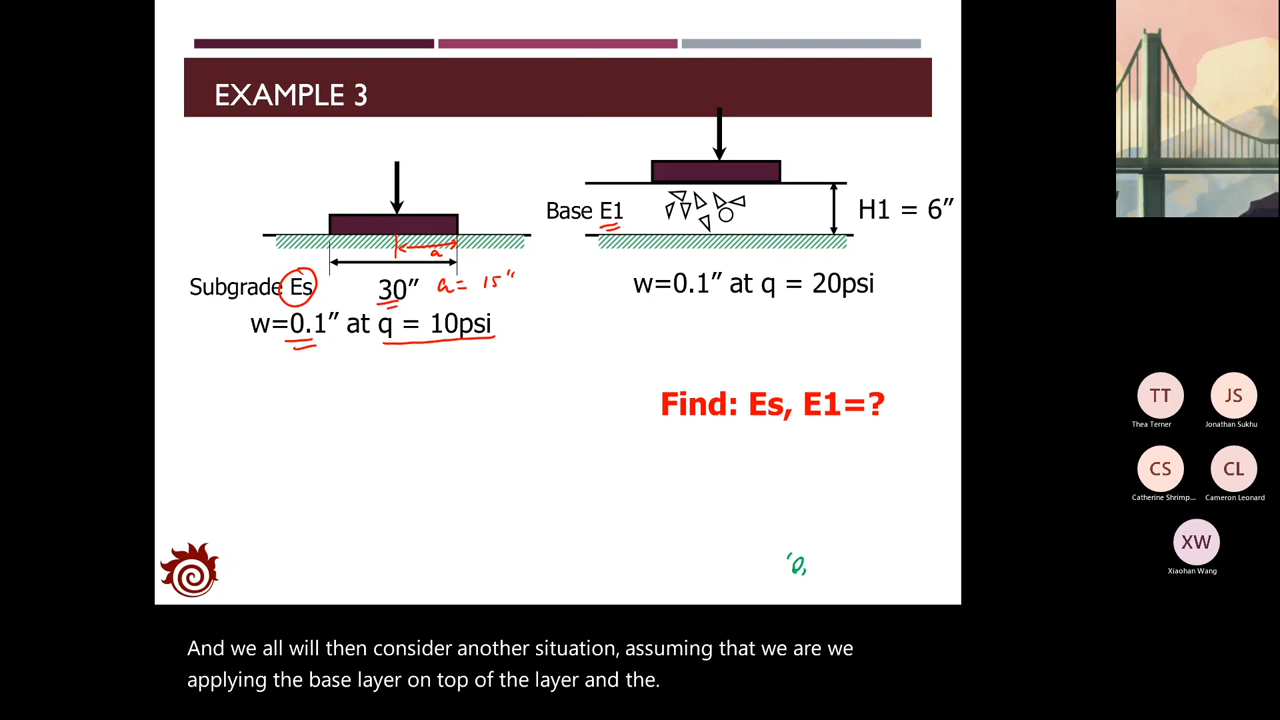 EXAMPLE 3
Base E1
H1 = 6”
a
Subgrade Es
30”
a = 15"
w=0.1” at q = 10psi
w=0.1” at q = 20psi
Find: Es, E1=?
TT
Thea Terner
JS
Jonathan Sukhu
CS
Catherine Shrimp...
CL
Cameron Leonard
XW
Xiaohan Wang
And we all will then consider another situation, assuming that we are we
applying the base layer on top of the layer and the.